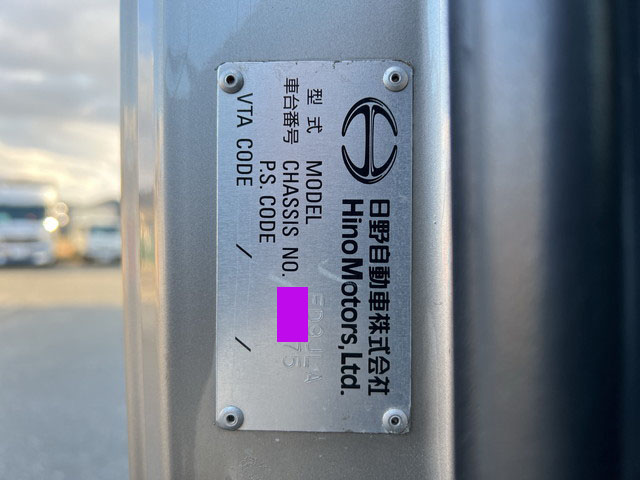 日野自動車株式会社
Hino Motors, Ltd.
型式 MODEL
車台番号 CHASSIS NO.
P.S. CODE
VTA CODE / /